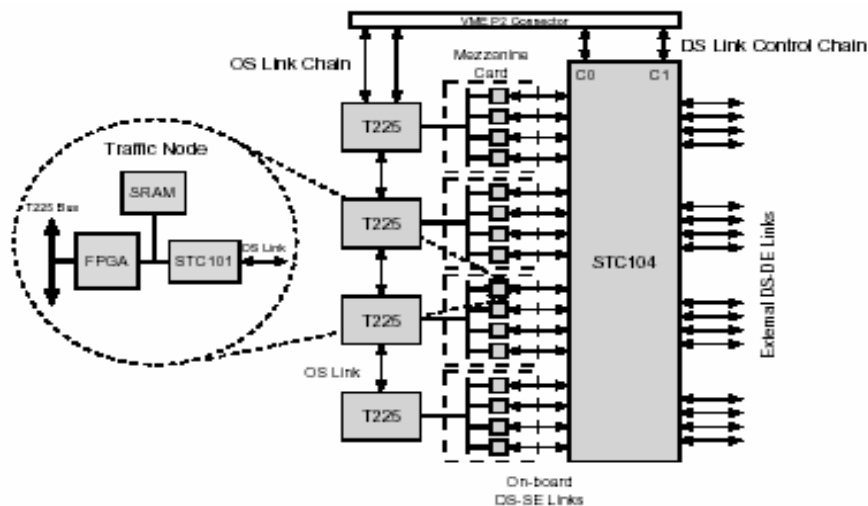 VME P2 Connector
OS Link Chain
Mezzanine
Card
DS Link Control Chain
C0
C1
T225
Traffic Node
SRAM
T225 Bus
FPGA
STC101
DS Link
T225
STC104
External DS-DE Links
T225
OS Link
T225
On-board
DS-SE Links